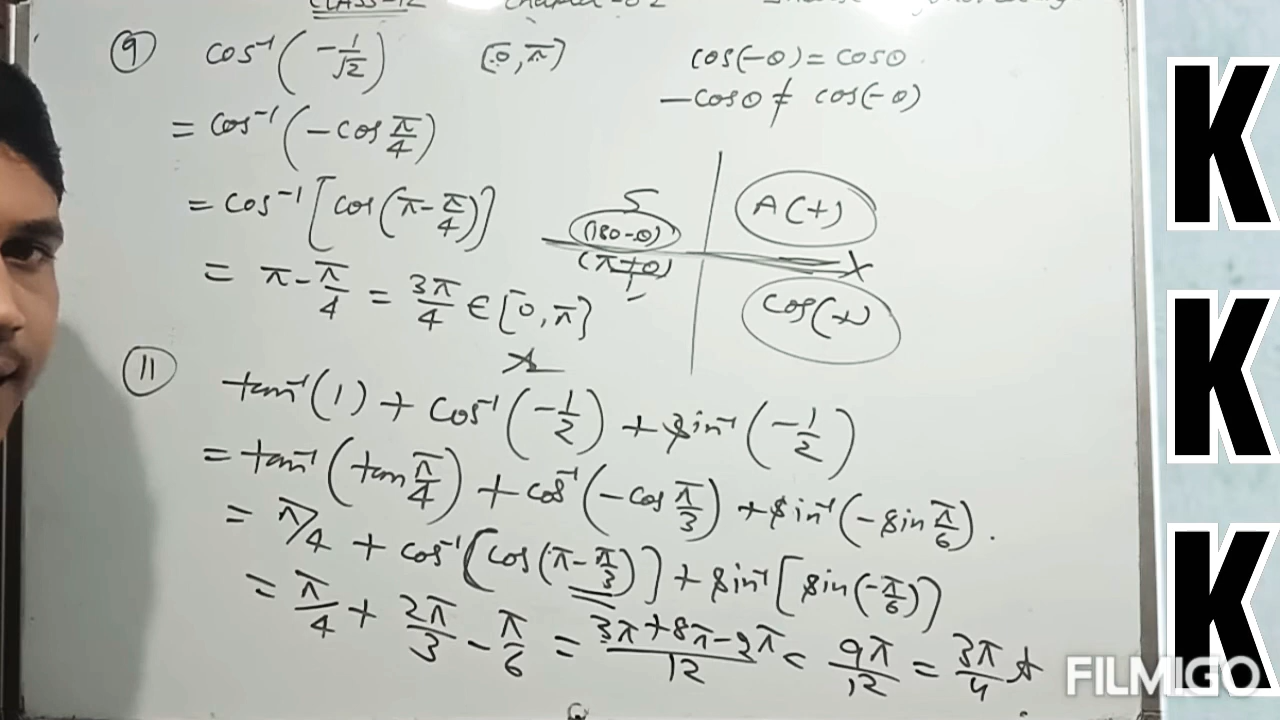 CLASS-12
⑨ cos⁻¹(-1/√2) [0,π] cos(-θ) = cosθ
-cosθ ≠ cos(-θ)
= cos⁻¹(-cos π/4)
= cos⁻¹[cos(π-π/4)]
= π-π/4 = 3π/4 ∈ [0,π]
S A(+)
(180-θ)
(π+θ)
T cos(+)
⑪ tan⁻¹(1) + cos⁻¹(-1/2) + sin⁻¹(-1/2)
= tan⁻¹(tan π/4) + cos⁻¹(-cos π/3) + sin⁻¹(-sin π/6).
= π/4 + cos⁻¹[cos(π-π/3)] + sin⁻¹[sin(-π/6)]
= π/4 + 2π/3 - π/6 = 3π+8π-2π/12 = 9π/12 = 3π/4
K
K
K
FILMIGO